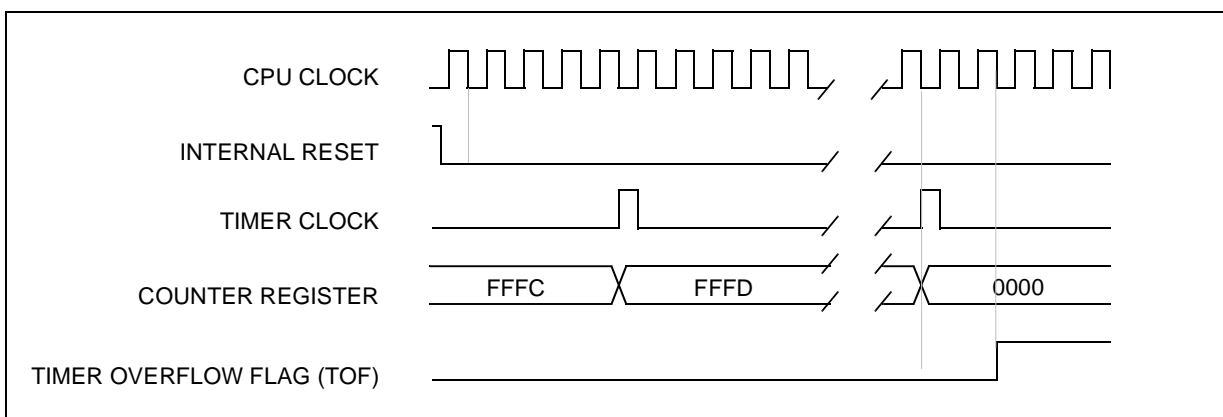 CPU CLOCK
INTERNAL RESET
TIMER CLOCK
COUNTER REGISTER FFFC FFFD 0000
TIMER OVERFLOW FLAG (TOF)